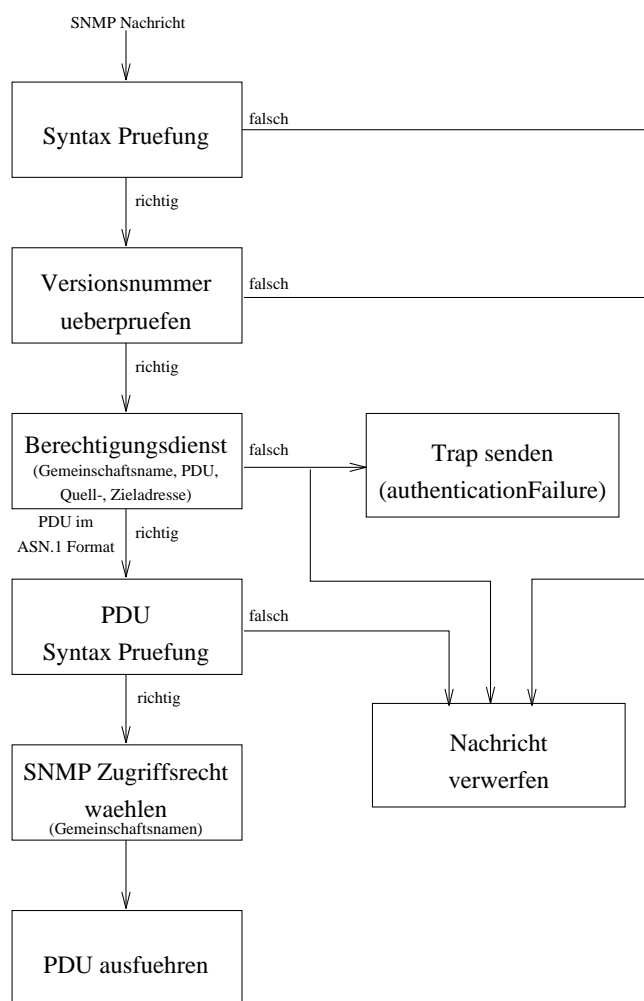 SNMP Nachricht
Syntax Pruefung
falsch
richtig
Versionsnummer
ueberpruefen
falsch
richtig
Berechtigungsdienst
(Gemeinschaftsname, PDU,
Quell-, Zieladresse)
falsch
Trap senden
(authenticationFailure)
PDU im
ASN.1 Format
richtig
PDU
Syntax Pruefung
falsch
richtig
Nachricht
verwerfen
SNMP Zugriffsrecht
waehlen
(Gemeinschaftsnamen)
PDU ausfuehren